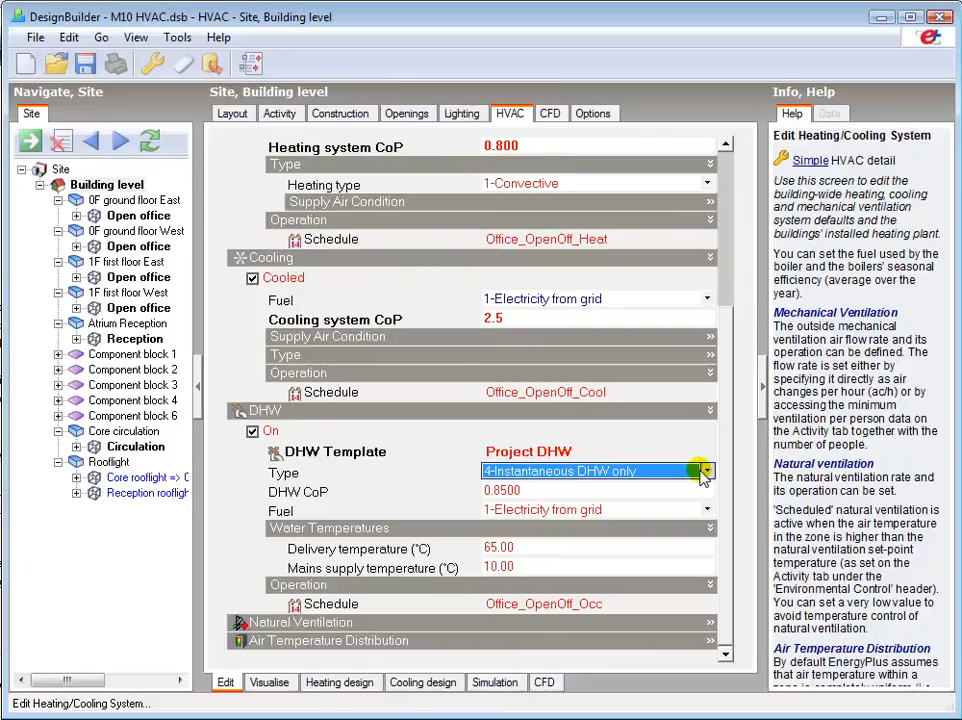 DesignBuilder - M10 HVAC.dsb - HVAC - Site, Building level
File Edit Go View Tools Help
Navigate, Site
Site
Site
Building level
0F ground floor East
Open office
0F ground floor West
Open office
1F first floor East
Open office
1F first floor West
Open office
Atrium Reception
Reception
Component block 1
Component block 2
Component block 3
Component block 4
Component block 6
Core circulation
Circulation
Rooflight
Core rooflight => C
Reception rooflight
Site, Building level
Layout Activity Construction Openings Lighting HVAC CFD Options
Heating system CoP 0.800
Type
Heating type 1-Convective
Supply Air Condition
Operation
Schedule Office_OpenOff_Heat
Cooling
Cooled
Fuel 1-Electricity from grid
Cooling system CoP 2.5
Supply Air Condition
Type
Operation
Schedule Office_OpenOff_Cool
DHW
On
DHW Template Project DHW
Type 4-Instantaneous DHW only
DHW CoP 0.8500
Fuel 1-Electricity from grid
Water Temperatures
Delivery temperature (°C) 65.00
Mains supply temperature (°C) 10.00
Operation
Schedule Office_OpenOff_Occ
Natural Ventilation
Air Temperature Distribution
Edit Visualise Heating design Cooling design Simulation CFD
Info, Help
Help Data
Edit Heating/Cooling System
Simple HVAC detail
Use this screen to edit the
building-wide heating, cooling
and mechanical ventilation
system defaults and the
buildings' installed heating plant.
You can set the fuel used by the
boiler and the boilers' seasonal
efficiency (average over the
year).
Mechanical Ventilation
The outside mechanical
ventilation air flow rate and its
operation can be defined. The
flow rate is set either by
specifying it directly as air
changes per hour (ac/h) or by
accessing the minimum
ventilation per person data on
the Activity tab together with the
number of people.
Natural ventilation
The natural ventilation rate and
its operation can be set.
'Scheduled' natural ventilation is
active when the air temperature
in the zone is higher than the
natural ventilation set-point
temperature (as set on the
Activity tab under the
'Environmental Control' header).
You can set a very low value to
avoid temperature control of
natural ventilation.
Air Temperature Distribution
By default EnergyPlus assumes
that air temperature within a
Edit Heating/Cooling System...